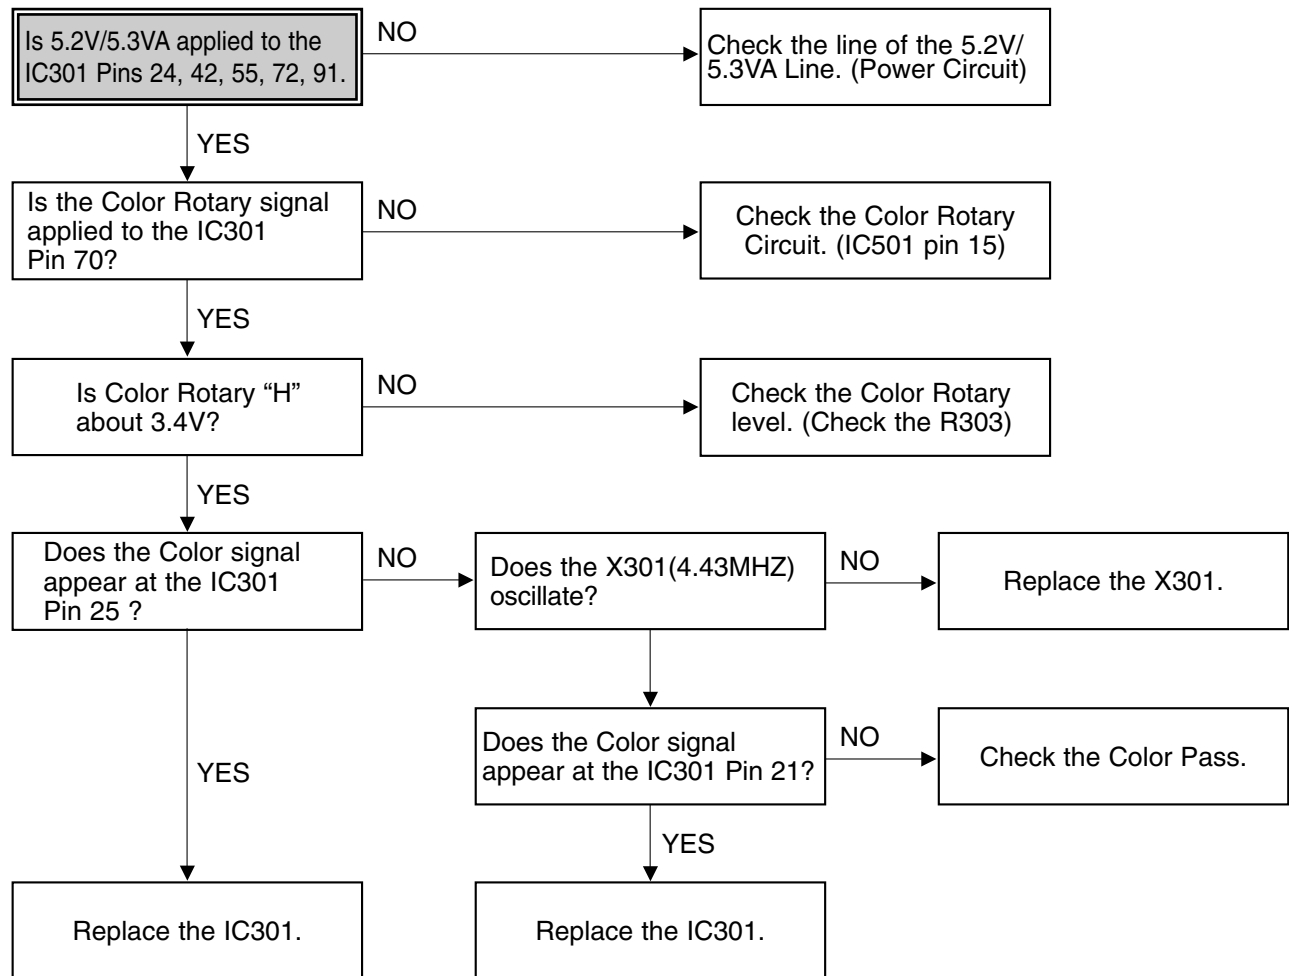 Is 5.2V/5.3VA applied to the
IC301 Pins 24, 42, 55, 72, 91.
NO
Check the line of the 5.2V/
5.3VA Line. (Power Circuit)
YES
Is the Color Rotary signal
applied to the IC301
Pin 70?
NO
Check the Color Rotary
Circuit. (IC501 pin 15)
YES
Is Color Rotary “H”
about 3.4V?
NO
Check the Color Rotary
level. (Check the R303)
YES
Does the Color signal
appear at the IC301
Pin 25 ?
NO
Does the X301(4.43MHZ)
oscillate?
NO
Replace the X301.
Does the Color signal
appear at the IC301 Pin 21?
NO
Check the Color Pass.
YES
YES
Replace the IC301.
Replace the IC301.